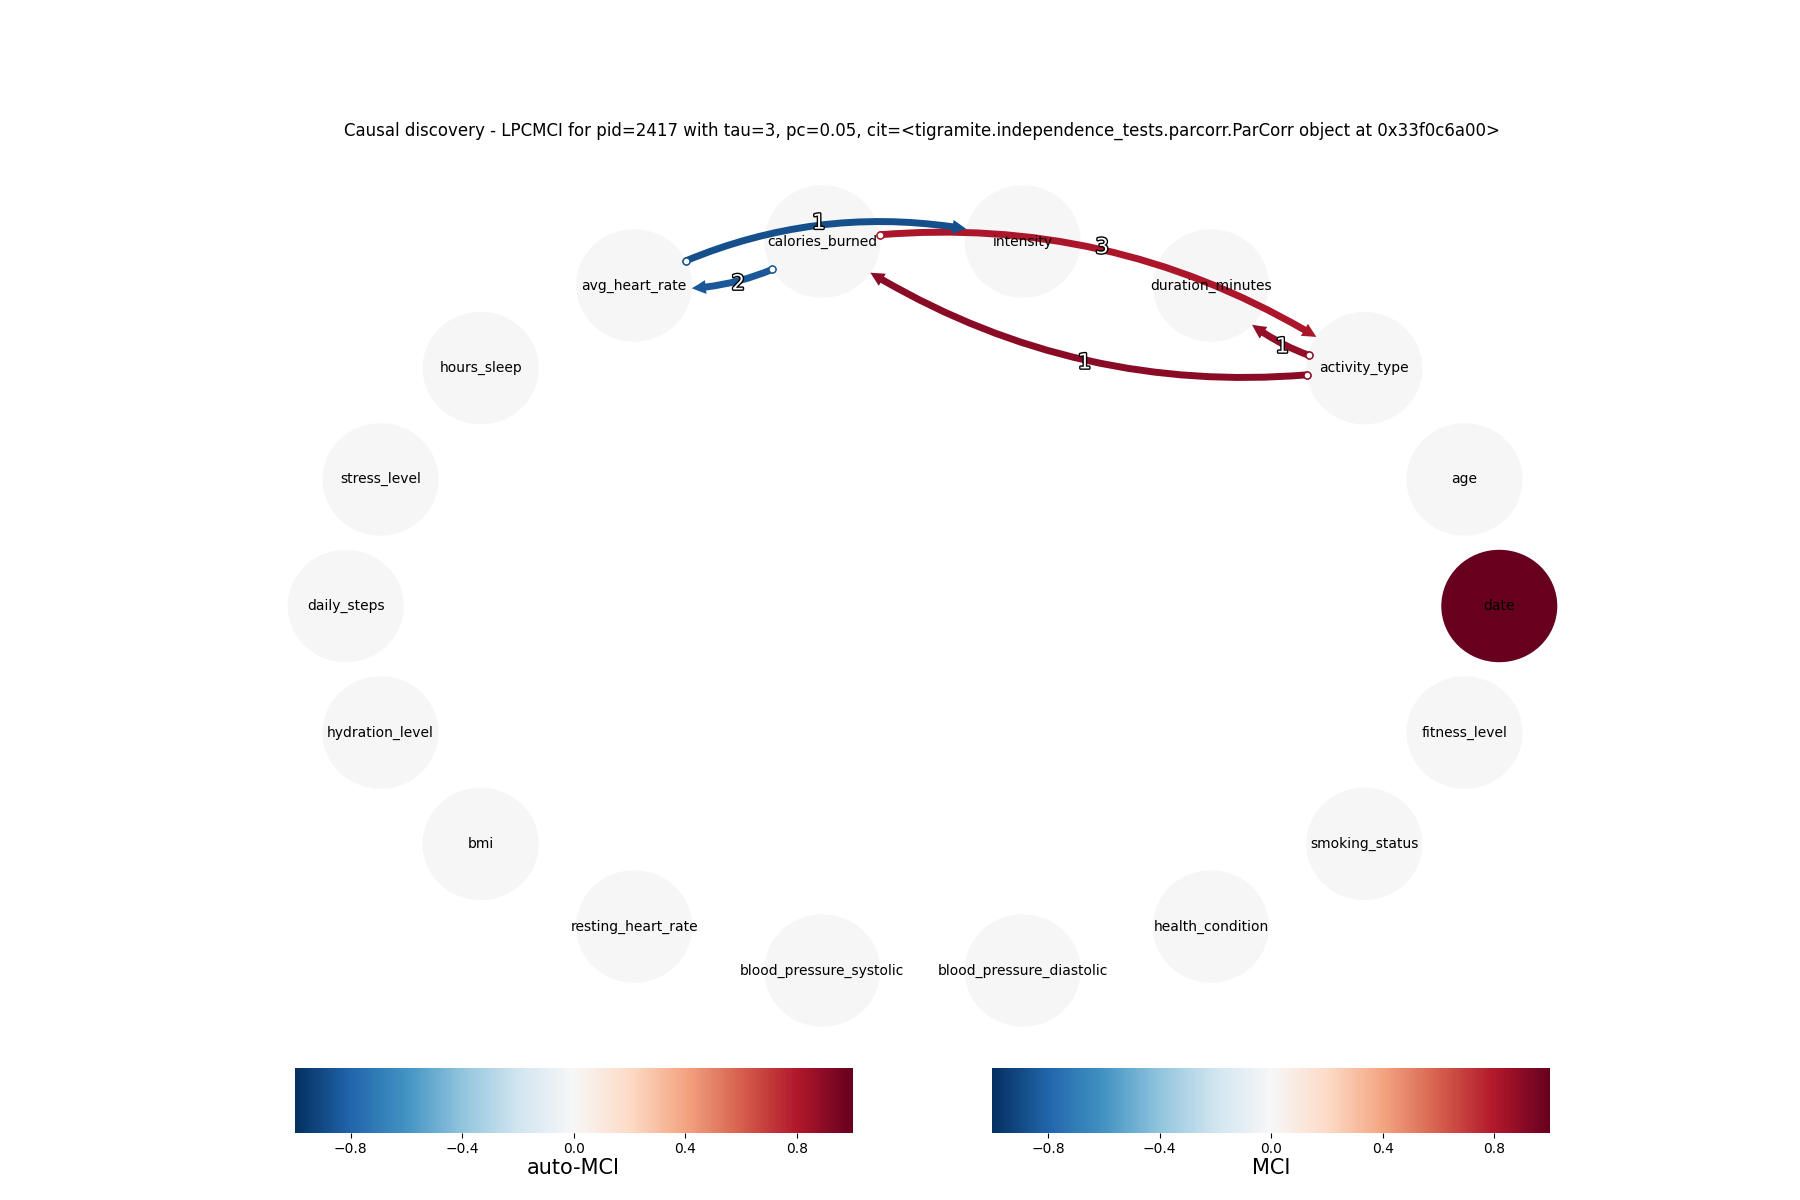 Causal discovery - LPCMCI for pid=2417 with tau=3, pc=0.05, cit=<tigramite.independence_tests.parcorr.ParCorr object at 0x33f0c6a00>
1
calories_burned
intensity
3
avg_heart_rate
2
duration_minutes
1
1
hours_sleep
activity_type
stress_level
age
daily_steps
date
hydration_level
fitness_level
bmi
smoking_status
resting_heart_rate
health_condition
blood_pressure_systolic
blood_pressure_diastolic
−0.8 −0.4 0.0 0.4 0.8
auto-MCI
−0.8 −0.4 0.0 0.4 0.8
MCI